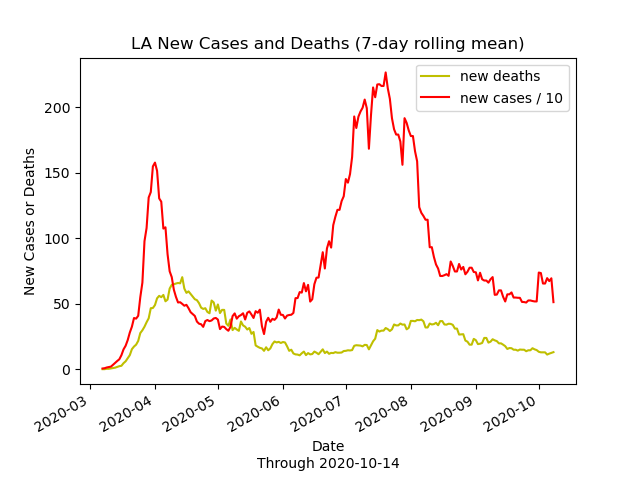 LA New Cases and Deaths (7-day rolling mean)
new deaths
new cases / 10
New Cases or Deaths
200
150
100
50
0
2020-03
2020-04
2020-05
2020-06
2020-07
2020-08
2020-09
2020-10
Date
Through 2020-10-14